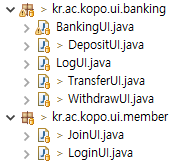 > kr.ac.kopo.ui.banking
BankingUI.java
> DepositUI.java
LogUI.java
> TransferUI.java
> WithdrawUI.java
> kr.ac.kopo.ui.member
> JoinUI.java
> LoginUI.java